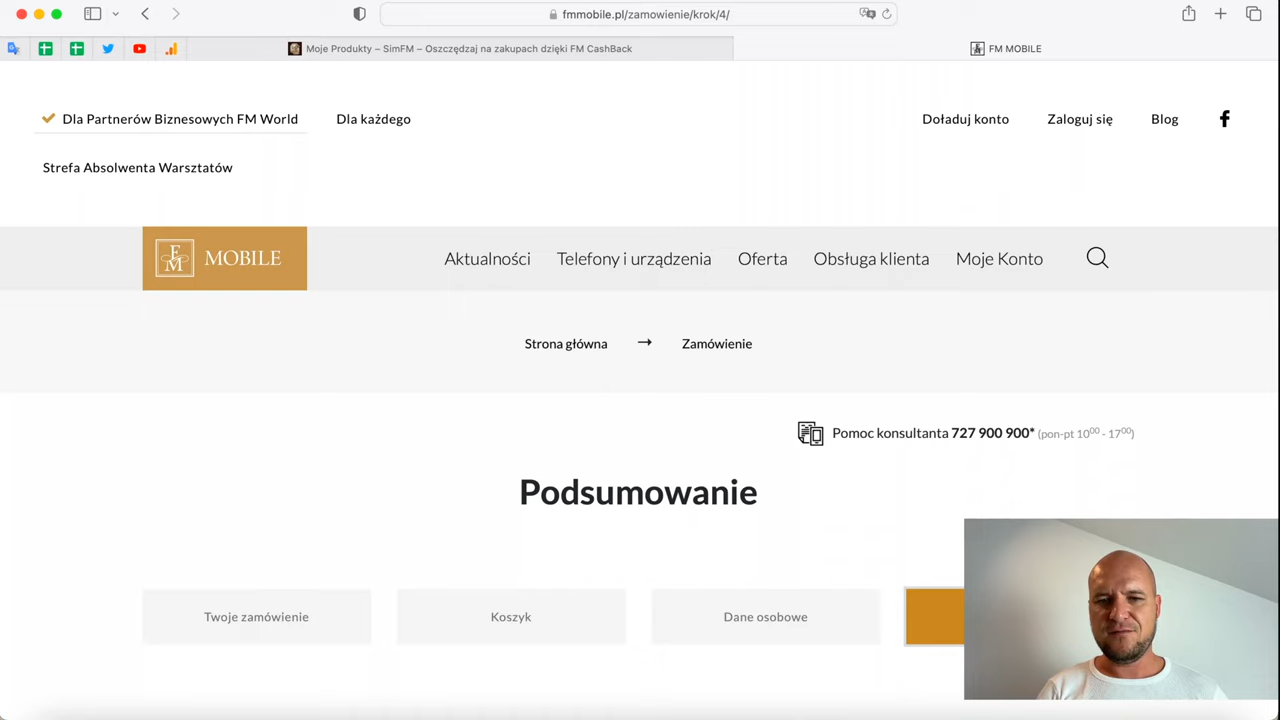 fmmobile.pl/zamowienie/krok/4/
Moje Produkty – SimFM – Oszczędzaj na zakupach dzięki FM CashBack
FM MOBILE
Dla Partnerów Biznesowych FM World
Dla każdego
Doładuj konto
Zaloguj się
Blog
Strefa Absolwenta Warsztatów
FM MOBILE
Aktualności
Telefony i urządzenia
Oferta
Obsługa klienta
Moje Konto
Strona główna → Zamówienie
Pomoc konsultanta 727 900 900* (pon-pt 10⁰⁰ - 17⁰⁰)
Podsumowanie
Twoje zamówienie
Koszyk
Dane osobowe